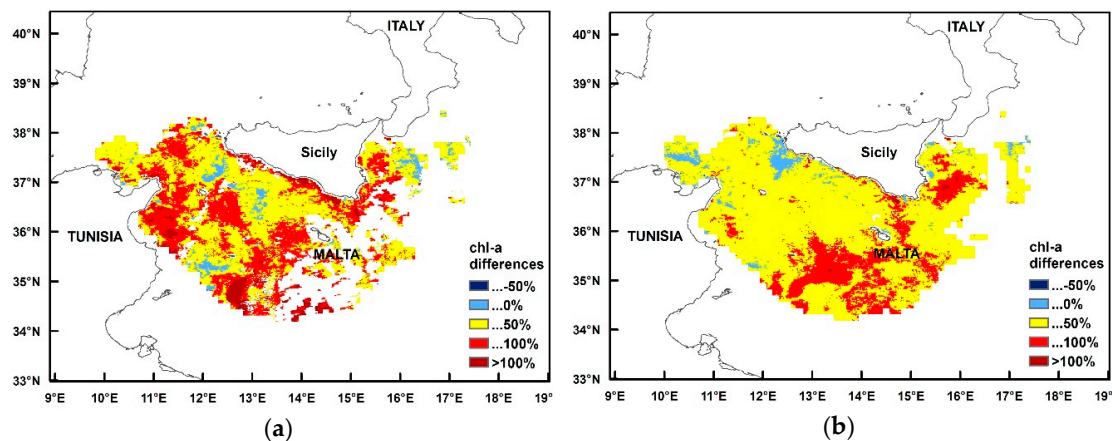 40°N
39°N
38°N
37°N
36°N
35°N
34°N
33°N
ITALY
Sicily
TUNISIA
MALTA
chl-a
differences
...-50%
...0%
...50%
...100%
>100%
9°E 10°E 11°E 12°E 13°E 14°E 15°E 16°E 17°E 18°E 19°
(a)
40°N
39°N
38°N
37°N
36°N
35°N
34°N
33°N
ITALY
Sicily
TUNISIA
MALTA
chl-a
differences
...-50%
...0%
...50%
...100%
>100%
9°E 10°E 11°E 12°E 13°E 14°E 15°E 16°E 17°E 18°E 19°
(b)